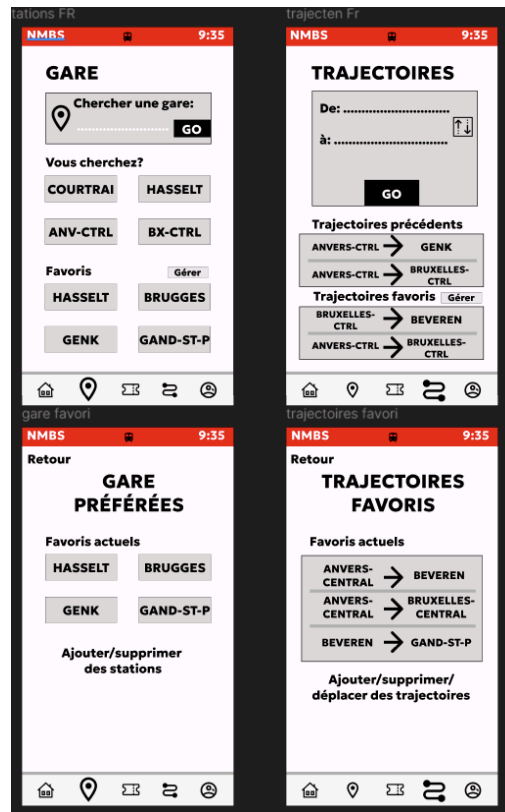 tations FR
NMBS 9:35
GARE
Chercher une gare:
........................ GO
Vous cherchez?
COURTRAI HASSELT
ANV-CTRL BX-CTRL
Favoris Gérer
HASSELT BRUGGES
GENK GAND-ST-P
trajecten Fr
NMBS 9:35
TRAJECTOIRES
De: ............................
à: ..............................
GO
Trajectoires précédents
ANVERS-CTRL → GENK
ANVERS-CTRL → BRUXELLES-
CTRL
Trajectoires favoris Gérer
BRUXELLES-
CTRL → BEVEREN
ANVERS-CTRL → BRUXELLES-
CTRL
gare favori
NMBS 9:35
Retour
GARE
PRÉFÉRÉES
Favoris actuels
HASSELT BRUGGES
GENK GAND-ST-P
Ajouter/supprimer
des stations
trajectoires favori
NMBS 9:35
Retour
TRAJECTOIRES
FAVORIS
Favoris actuels
ANVERS-
CENTRAL → BEVEREN
ANVERS- BRUXELLES-
CENTRAL → CENTRAL
BEVEREN → GAND-ST-P
Ajouter/supprimer/
déplacer des trajectoires